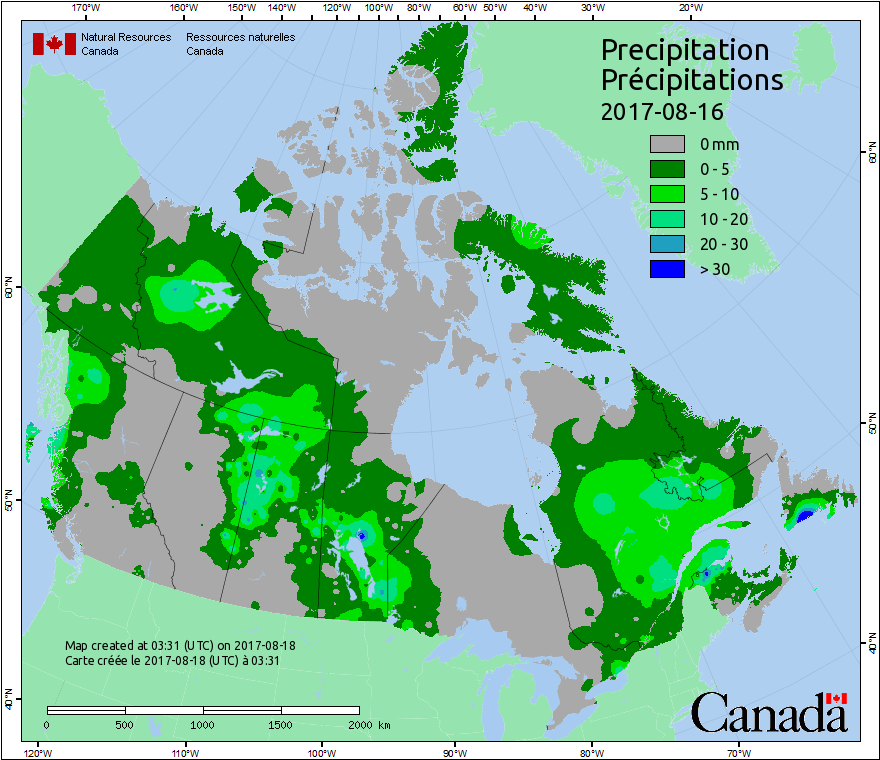 170°W 160°W 150°W 140°W 120°W 100°W 80°W 60°W 50°W 40°W 30°W 20°W
Natural Resources Ressources naturelles
Canada Canada
Precipitation
Précipitations
2017-08-16
0 mm
0 - 5
5 - 10
10 - 20
20 - 30
> 30
60°N
60°N
50°N
50°N
40°N
40°N
Map created at 03:31 (UTC) on 2017-08-18
Carte créée le 2017-08-18 (UTC) à 03:31
0 500 1000 1500 2000 km
Canada
120°W 110°W 100°W 90°W 80°W 70°W